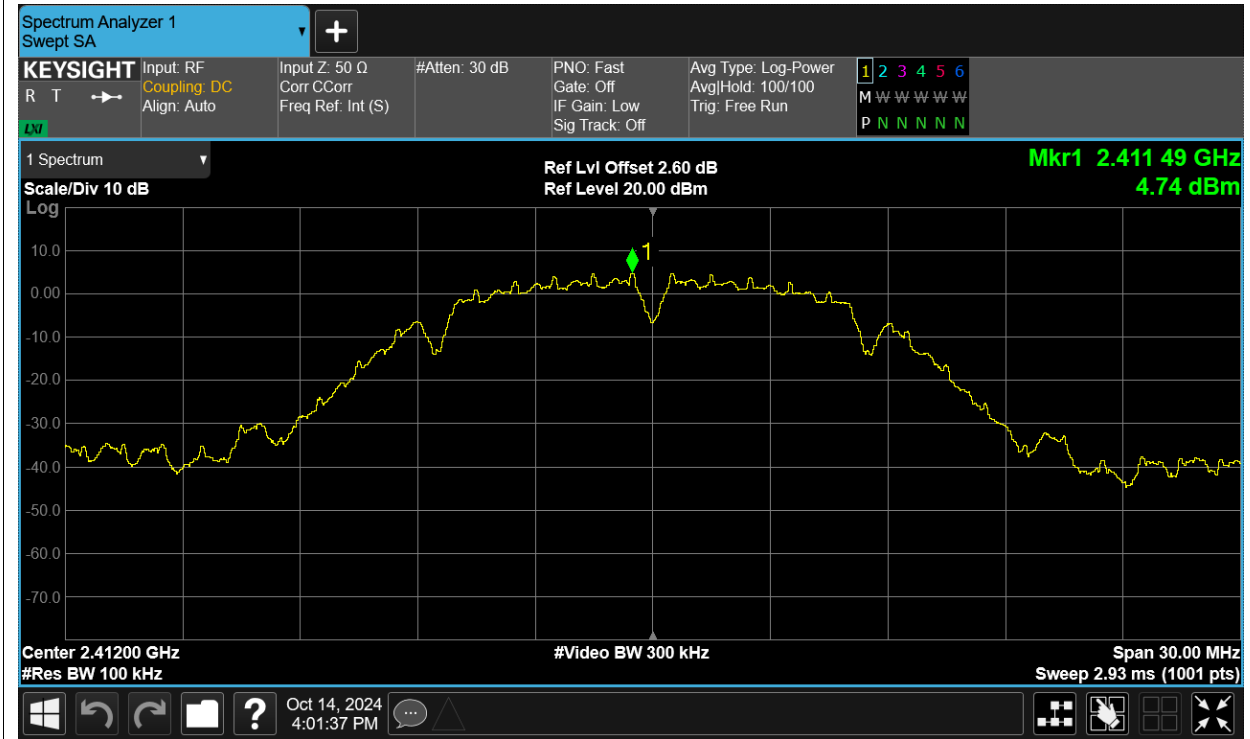 Spectrum Analyzer 1
Swept SA
+
KEYSIGHT
R T
LXI
Input: RF
Coupling: DC
Align: Auto
Input Z: 50 Ω
Corr CCorr
Freq Ref: Int (S)
#Atten: 30 dB
PNO: Fast
Gate: Off
IF Gain: Low
Sig Track: Off
Avg Type: Log-Power
Avg|Hold: 100/100
Trig: Free Run
1 2 3 4 5 6
M W W W W W
P N N N N N
1 Spectrum
Scale/Div 10 dB
Log
Ref Lvl Offset 2.60 dB
Ref Level 20.00 dBm
Mkr1 2.411 49 GHz
4.74 dBm
1
10.0
0.00
-10.0
-20.0
-30.0
-40.0
-50.0
-60.0
-70.0
Center 2.41200 GHz
#Res BW 100 kHz
#Video BW 300 kHz
Span 30.00 MHz
Sweep 2.93 ms (1001 pts)
?
Oct 14, 2024
4:01:37 PM